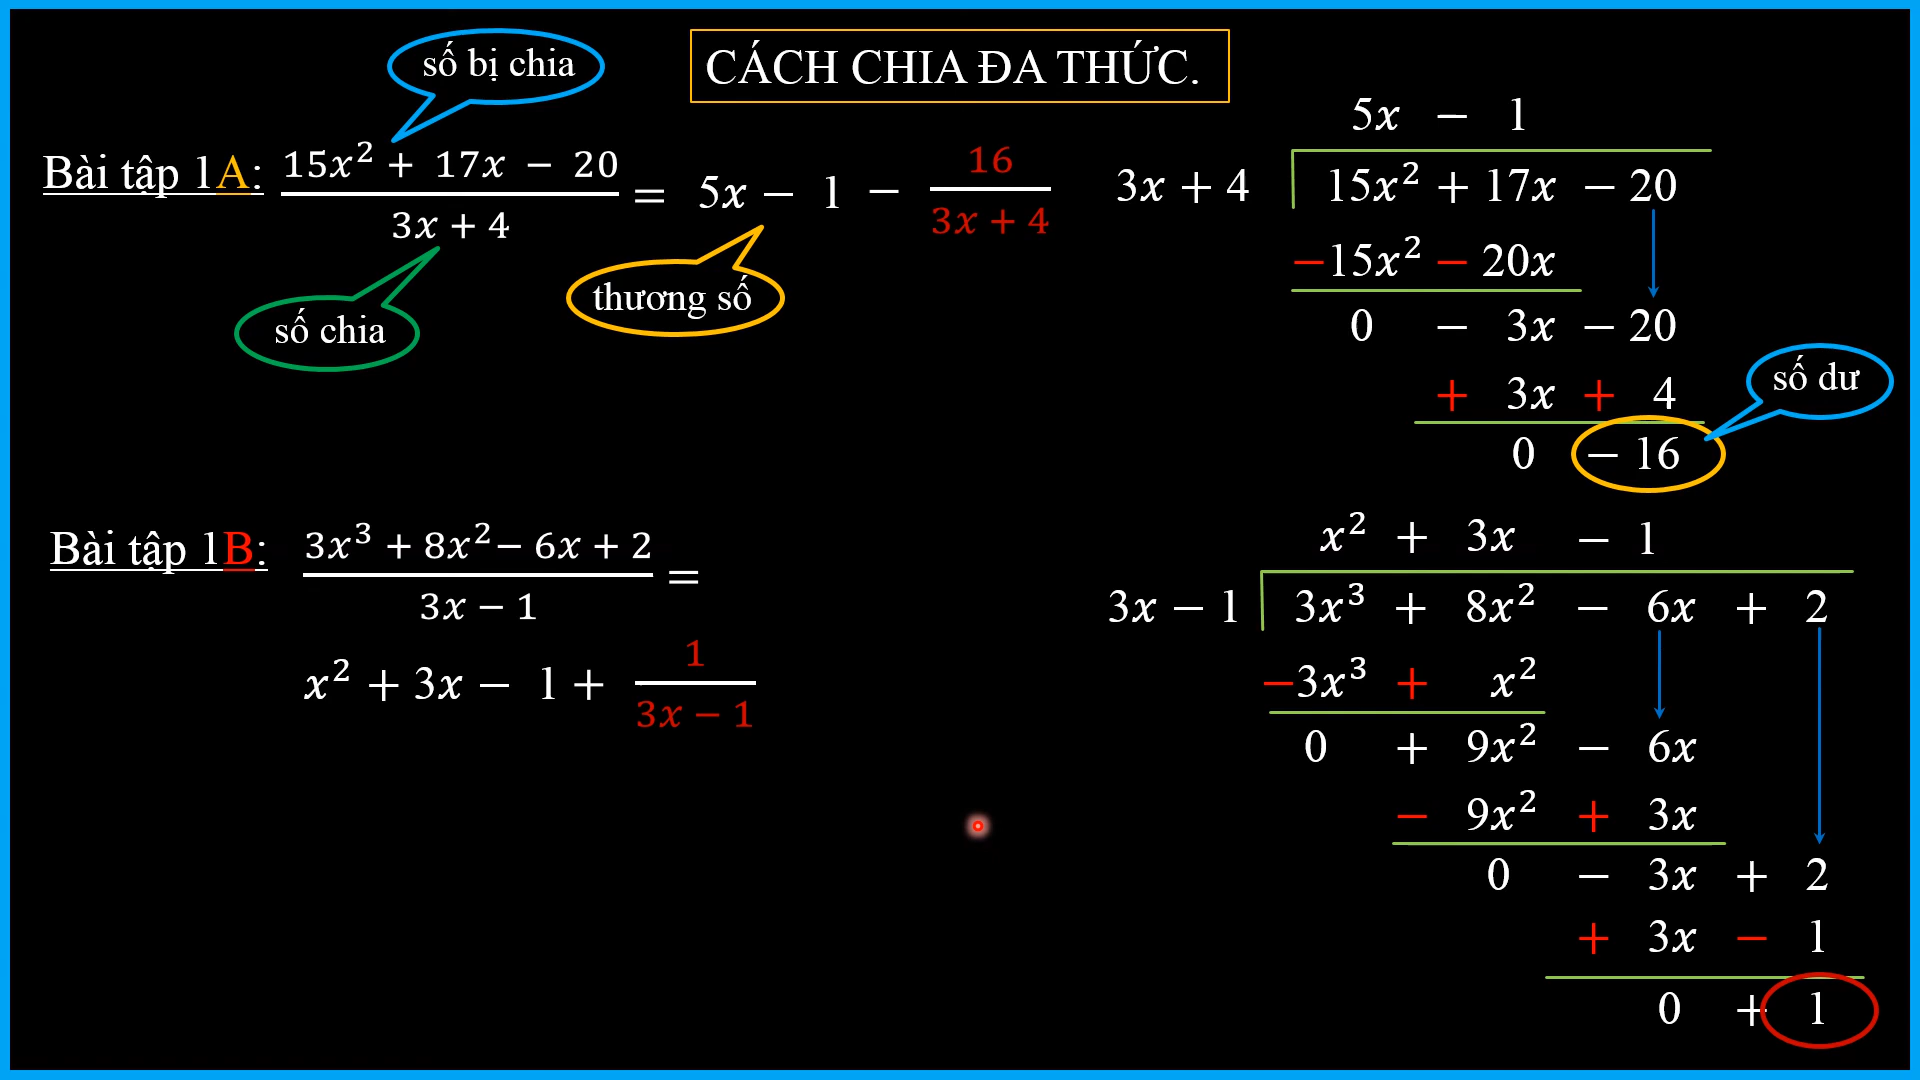 CÁCH CHIA ĐA THỨC.
số bị chia
Bài tập 1A: (15x² + 17x − 20)/(3x + 4) = 5x − 1 − 16/(3x + 4)
số chia
thương số
5x − 1
3x + 4 15x² + 17x − 20
−15x² − 20x
0 − 3x − 20
+ 3x + 4
số dư
0 − 16
Bài tập 1B: (3x³ + 8x² − 6x + 2)/(3x − 1) =
x² + 3x − 1 + 1/(3x − 1)
x² + 3x − 1
3x − 1 3x³ + 8x² − 6x + 2
−3x³ + x²
0 + 9x² − 6x
− 9x² + 3x
0 − 3x + 2
+ 3x − 1
0 + 1